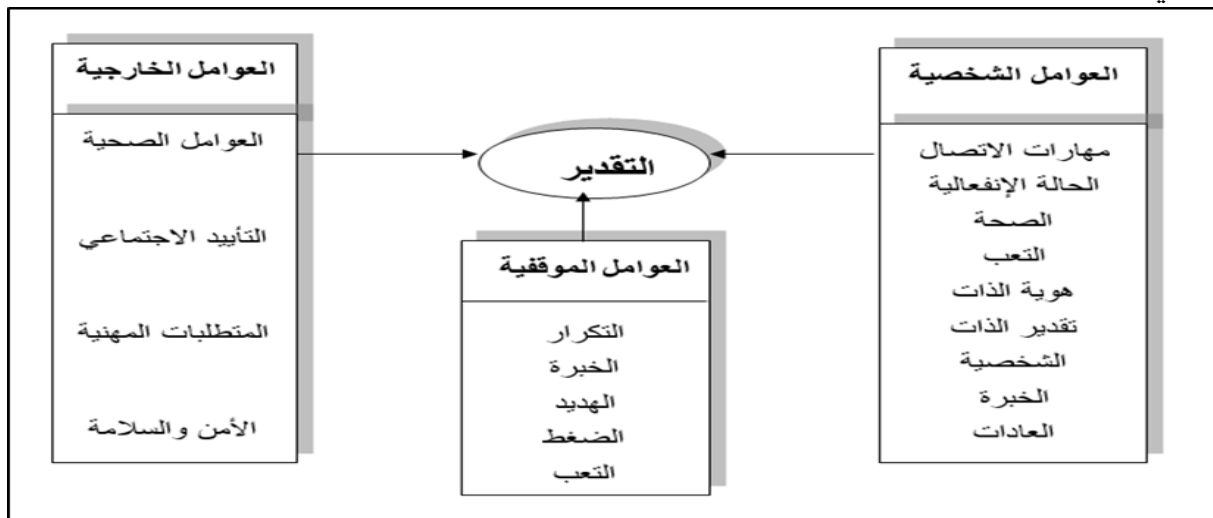 العوامل الشخصية
مهارات الاتصال
الحالة الإنفعالية
الصحة
التعب
هوية الذات
تقدير الذات
الشخصية
الخبرة
العادات
التقدير
العوامل الموقفية
التكرار
الخبرة
الهديد
الضغط
التعب
العوامل الخارجية
العوامل الصحية
التأييد الاجتماعي
المتطلبات المهنية
الأمن والسلامة